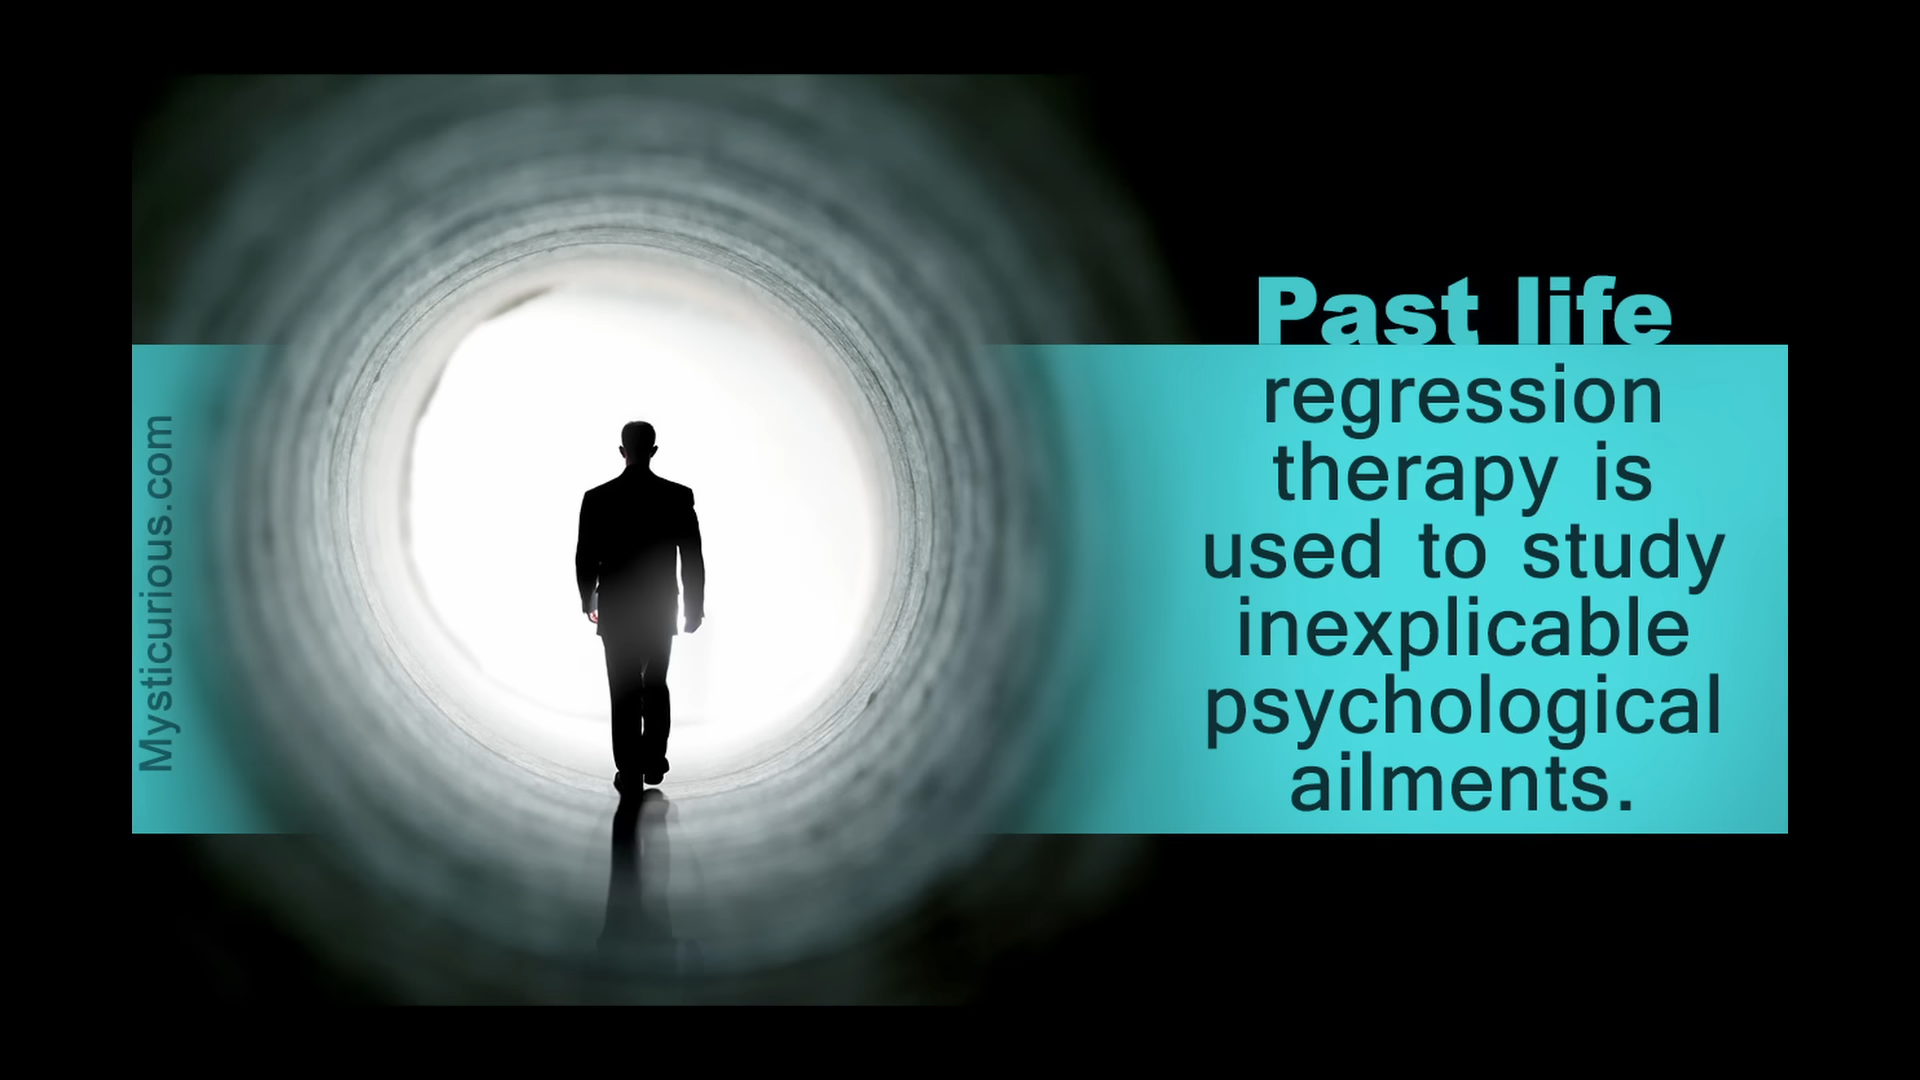 Past life
regression
therapy is
used to study
inexplicable
psychological
ailments.
Mysticurious.com